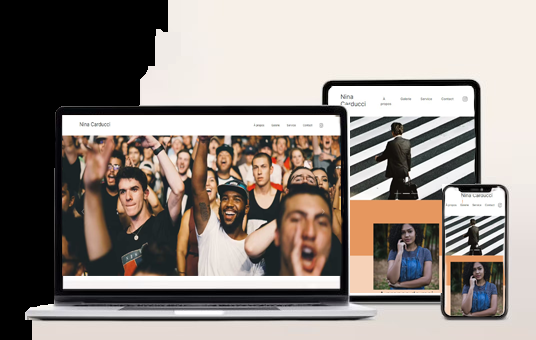 Nina Carducci
À propos Galerie Service Contact
Nina
Carducci
À
propos
Galerie Service Contact
Nina Carducci
À propos Galerie Service Contact